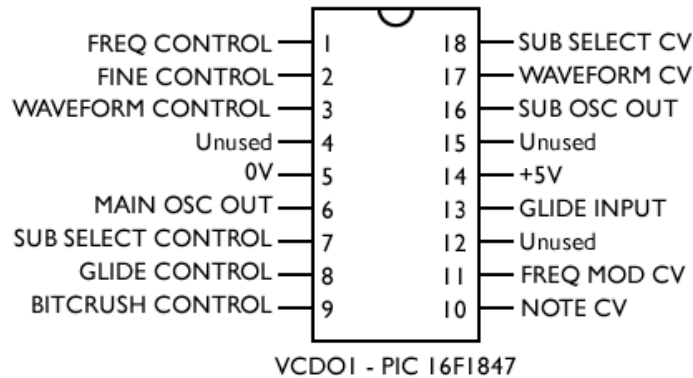 FREQ CONTROL 1 18 SUB SELECT CV
FINE CONTROL 2 17 WAVEFORM CV
WAVEFORM CONTROL 3 16 SUB OSC OUT
Unused 4 15 Unused
0V 5 14 +5V
MAIN OSC OUT 6 13 GLIDE INPUT
SUB SELECT CONTROL 7 12 Unused
GLIDE CONTROL 8 11 FREQ MOD CV
BITCRUSH CONTROL 9 10 NOTE CV
VCDO1 - PIC 16F1847